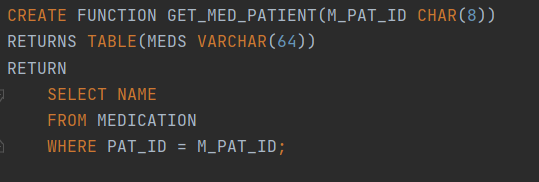 CREATE FUNCTION GET_MED_PATIENT(M_PAT_ID CHAR(8))
RETURNS TABLE(MEDS VARCHAR(64))
RETURN
    SELECT NAME
    FROM MEDICATION
    WHERE PAT_ID = M_PAT_ID;